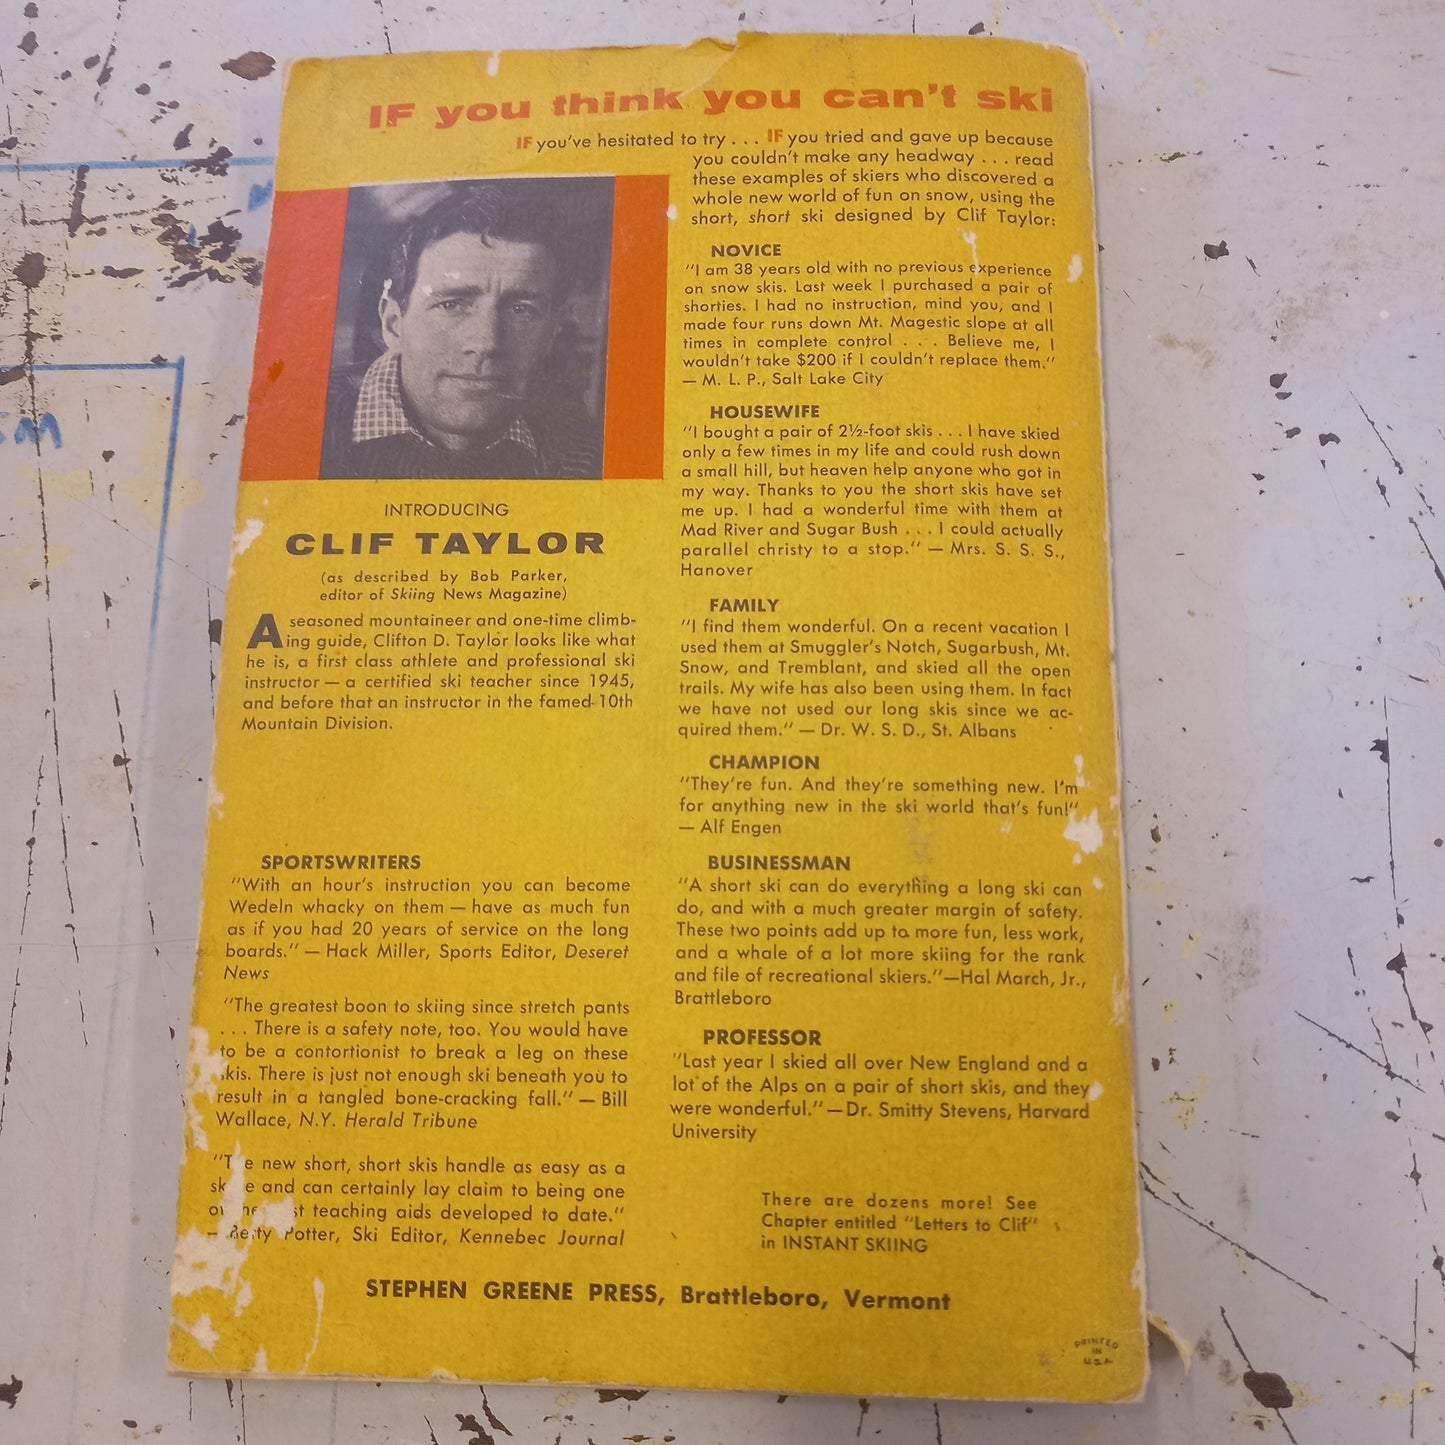 IF you think you can't ski
IF you've hesitated to try . . . IF you tried and gave up because
you couldn't make any headway . . . read
these examples of skiers who discovered a
whole new world of fun on snow, using the
short, short ski designed by Clif Taylor:
INTRODUCING
CLIF TAYLOR
(as described by Bob Parker,
editor of Skiing News Magazine)
A seasoned mountaineer and one-time climb-
ing guide, Clifton D. Taylor looks like what
he is, a first class athlete and professional ski
instructor — a certified ski teacher since 1945,
and before that an instructor in the famed 10th
Mountain Division.
SPORTSWRITERS
"With an hour's instruction you can become
Wedeln whacky on them — have as much fun
as if you had 20 years of service on the long
boards." — Hack Miller, Sports Editor, Deseret
News
"The greatest boon to skiing since stretch pants
. . . There is a safety note, too. You would have
to be a contortionist to break a leg on these
skis. There is just not enough ski beneath you to
result in a tangled bone-cracking fall." — Bill
Wallace, N.Y. Herald Tribune
"The new short, short skis handle as easy as a
and can certainly lay claim to being one
teaching aids developed to date."
— Betty Potter, Ski Editor, Kennebec Journal
NOVICE
"I am 38 years old with no previous experience
on snow skis. Last week I purchased a pair of
shorties. I had no instruction, mind you, and I
made four runs down Mt. Magestic slope at all
times in complete control . . . Believe me, I
wouldn't take $200 if I couldn't replace them."
— M. L. P., Salt Lake City
HOUSEWIFE
"I bought a pair of 2½-foot skis . . . I have skied
only a few times in my life and could rush down
a small hill, but heaven help anyone who got in
my way. Thanks to you the short skis have set
me up. I had a wonderful time with them at
Mad River and Sugar Bush . . . I could actually
parallel christy to a stop." — Mrs. S. S. S.,
Hanover
FAMILY
"I find them wonderful. On a recent vacation I
used them at Smuggler's Notch, Sugarbush, Mt.
Snow, and Tremblant, and skied all the open
trails. My wife has also been using them. In fact
we have not used our long skis since we ac-
quired them." — Dr. W. S. D., St. Albans
CHAMPION
"They're fun. And they're something new. I'm
for anything new in the ski world that's fun!"
— Alf Engen
BUSINESSMAN
"A short ski can do everything a long ski can
do, and with a much greater margin of safety.
These two points add up to more fun, less work,
and a whale of a lot more skiing for the rank
and file of recreational skiers."—Hal March, Jr.,
Brattleboro
PROFESSOR
"Last year I skied all over New England and a
lot of the Alps on a pair of short skis, and they
were wonderful."—Dr. Smitty Stevens, Harvard
University
There are dozens more! See
Chapter entitled "Letters to Clif"
in INSTANT SKIING
STEPHEN GREENE PRESS, Brattleboro, Vermont
PRINTED
IN
USA